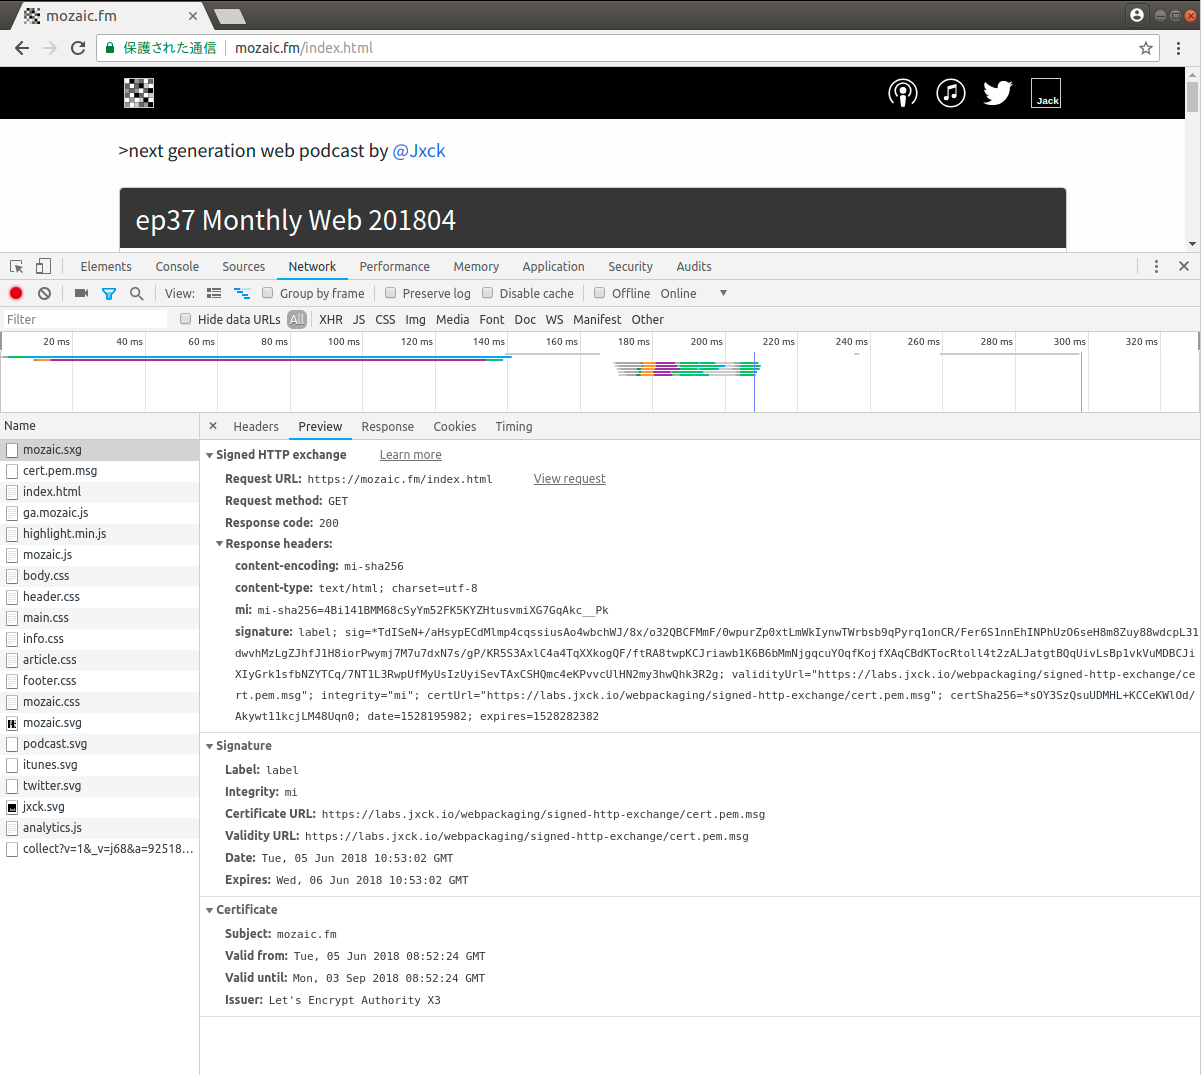 mozaic.fm
保護された通信 mozaic.fm/index.html
Jack
>next generation web podcast by @Jxck
ep37 Monthly Web 201804
Elements Console Sources Network Performance Memory Application Security Audits
View: Group by frame Preserve log Disable cache Offline Online
Filter Hide data URLs All XHR JS CSS Img Media Font Doc WS Manifest Other
20 ms 40 ms 60 ms 80 ms 100 ms 120 ms 140 ms 160 ms 180 ms 200 ms 220 ms 240 ms 260 ms 280 ms 300 ms 320 ms
Name
mozaic.sxg
cert.pem.msg
index.html
ga.mozaic.js
highlight.min.js
mozaic.js
body.css
header.css
main.css
info.css
article.css
footer.css
mozaic.css
mozaic.svg
podcast.svg
itunes.svg
twitter.svg
jxck.svg
analytics.js
collect?v=1&_v=j68&a=92518...
Headers Preview Response Cookies Timing
Signed HTTP exchange Learn more
Request URL: https://mozaic.fm/index.html View request
Request method: GET
Response code: 200
Response headers:
content-encoding: mi-sha256
content-type: text/html; charset=utf-8
mi: mi-sha256=4Bi141BMM68cSyYm52FK5KYZHtusvmiXG7GqAkc__Pk
signature: label; sig=*TdISeN+/aHsypECdMlmp4cqssiusAo4wbchWJ/8x/o32QBCFMmF/0wpurZp0xtLmWkIynwTWrbsb9qPyrq1onCR/Fer6S1nnEhINPhUzO6seH8m8Zuy88wdcpL31
dwvhMzLgZJhfJ1H8iorPwymj7M7u7dxN7s/gP/KR5S3AxlC4a4TqXXkogQF/ftRA8twpKCJriawb1K6B6bMmNjgqcuYOqfKojfXAqCBdKTocRtoll4t2zALJatgtBQqUivLsBp1vkVuMDBCJi
XIyGrk1sfbNZYTCq/7NT1L3RwpUfMyUsIzUyiSevTAxCSHQmc4eKPvvcUlHN2my3hwQhk3R2g; validityUrl="https://labs.jxck.io/webpackaging/signed-http-exchange/ce
rt.pem.msg"; integrity="mi"; certUrl="https://labs.jxck.io/webpackaging/signed-http-exchange/cert.pem.msg"; certSha256=*sOY3SzQsuUDMHL+KCCeKWlOd/
Akywt11kcjLM48Uqn0; date=1528195982; expires=1528282382
Signature
Label: label
Integrity: mi
Certificate URL: https://labs.jxck.io/webpackaging/signed-http-exchange/cert.pem.msg
Validity URL: https://labs.jxck.io/webpackaging/signed-http-exchange/cert.pem.msg
Date: Tue, 05 Jun 2018 10:53:02 GMT
Expires: Wed, 06 Jun 2018 10:53:02 GMT
Certificate
Subject: mozaic.fm
Valid from: Tue, 05 Jun 2018 08:52:24 GMT
Valid until: Mon, 03 Sep 2018 08:52:24 GMT
Issuer: Let's Encrypt Authority X3